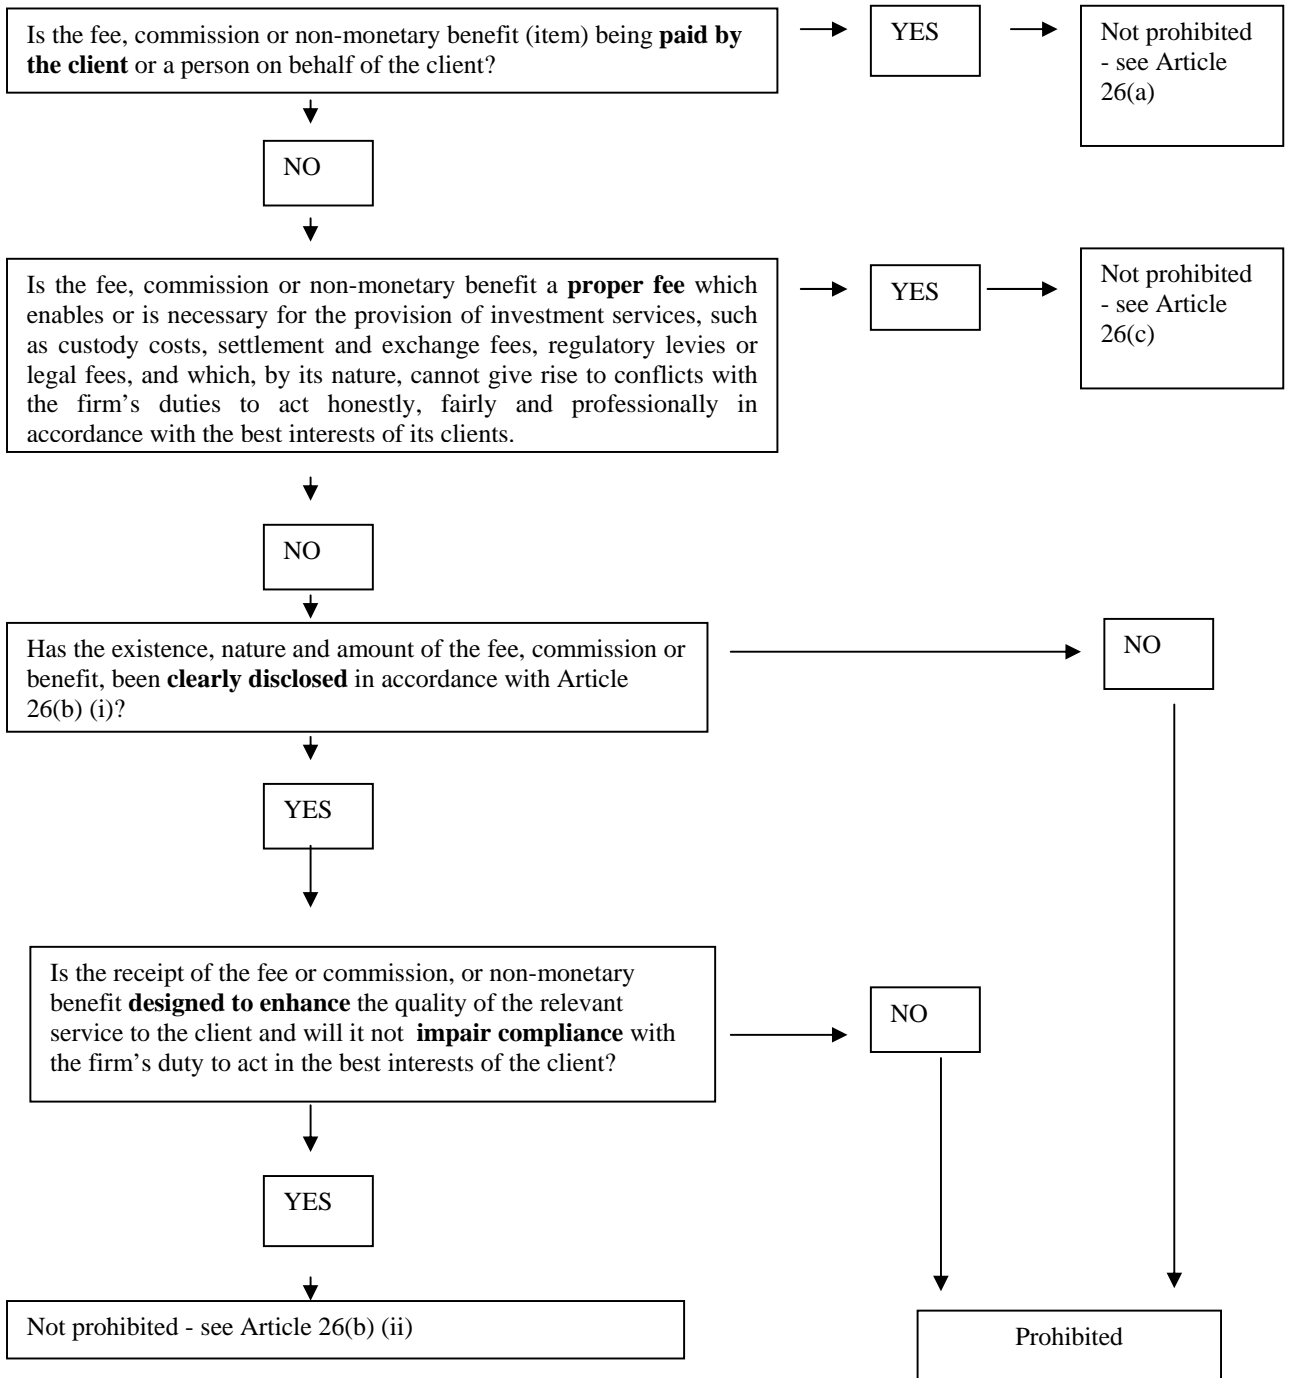 Is the fee, commission or non-monetary benefit (item) being paid by
the client or a person on behalf of the client?
YES
Not prohibited
- see Article
26(a)
NO
Is the fee, commission or non-monetary benefit a proper fee which
enables or is necessary for the provision of investment services, such
as custody costs, settlement and exchange fees, regulatory levies or
legal fees, and which, by its nature, cannot give rise to conflicts with
the firm's duties to act honestly, fairly and professionally in
accordance with the best interests of its clients.
YES
Not prohibited
- see Article
26(c)
NO
Has the existence, nature and amount of the fee, commission or
benefit, been clearly disclosed in accordance with Article
26(b) (i)?
NO
YES
Is the receipt of the fee or commission, or non-monetary
benefit designed to enhance the quality of the relevant
service to the client and will it not impair compliance with
the firm's duty to act in the best interests of the client?
NO
YES
Not prohibited - see Article 26(b) (ii)
Prohibited